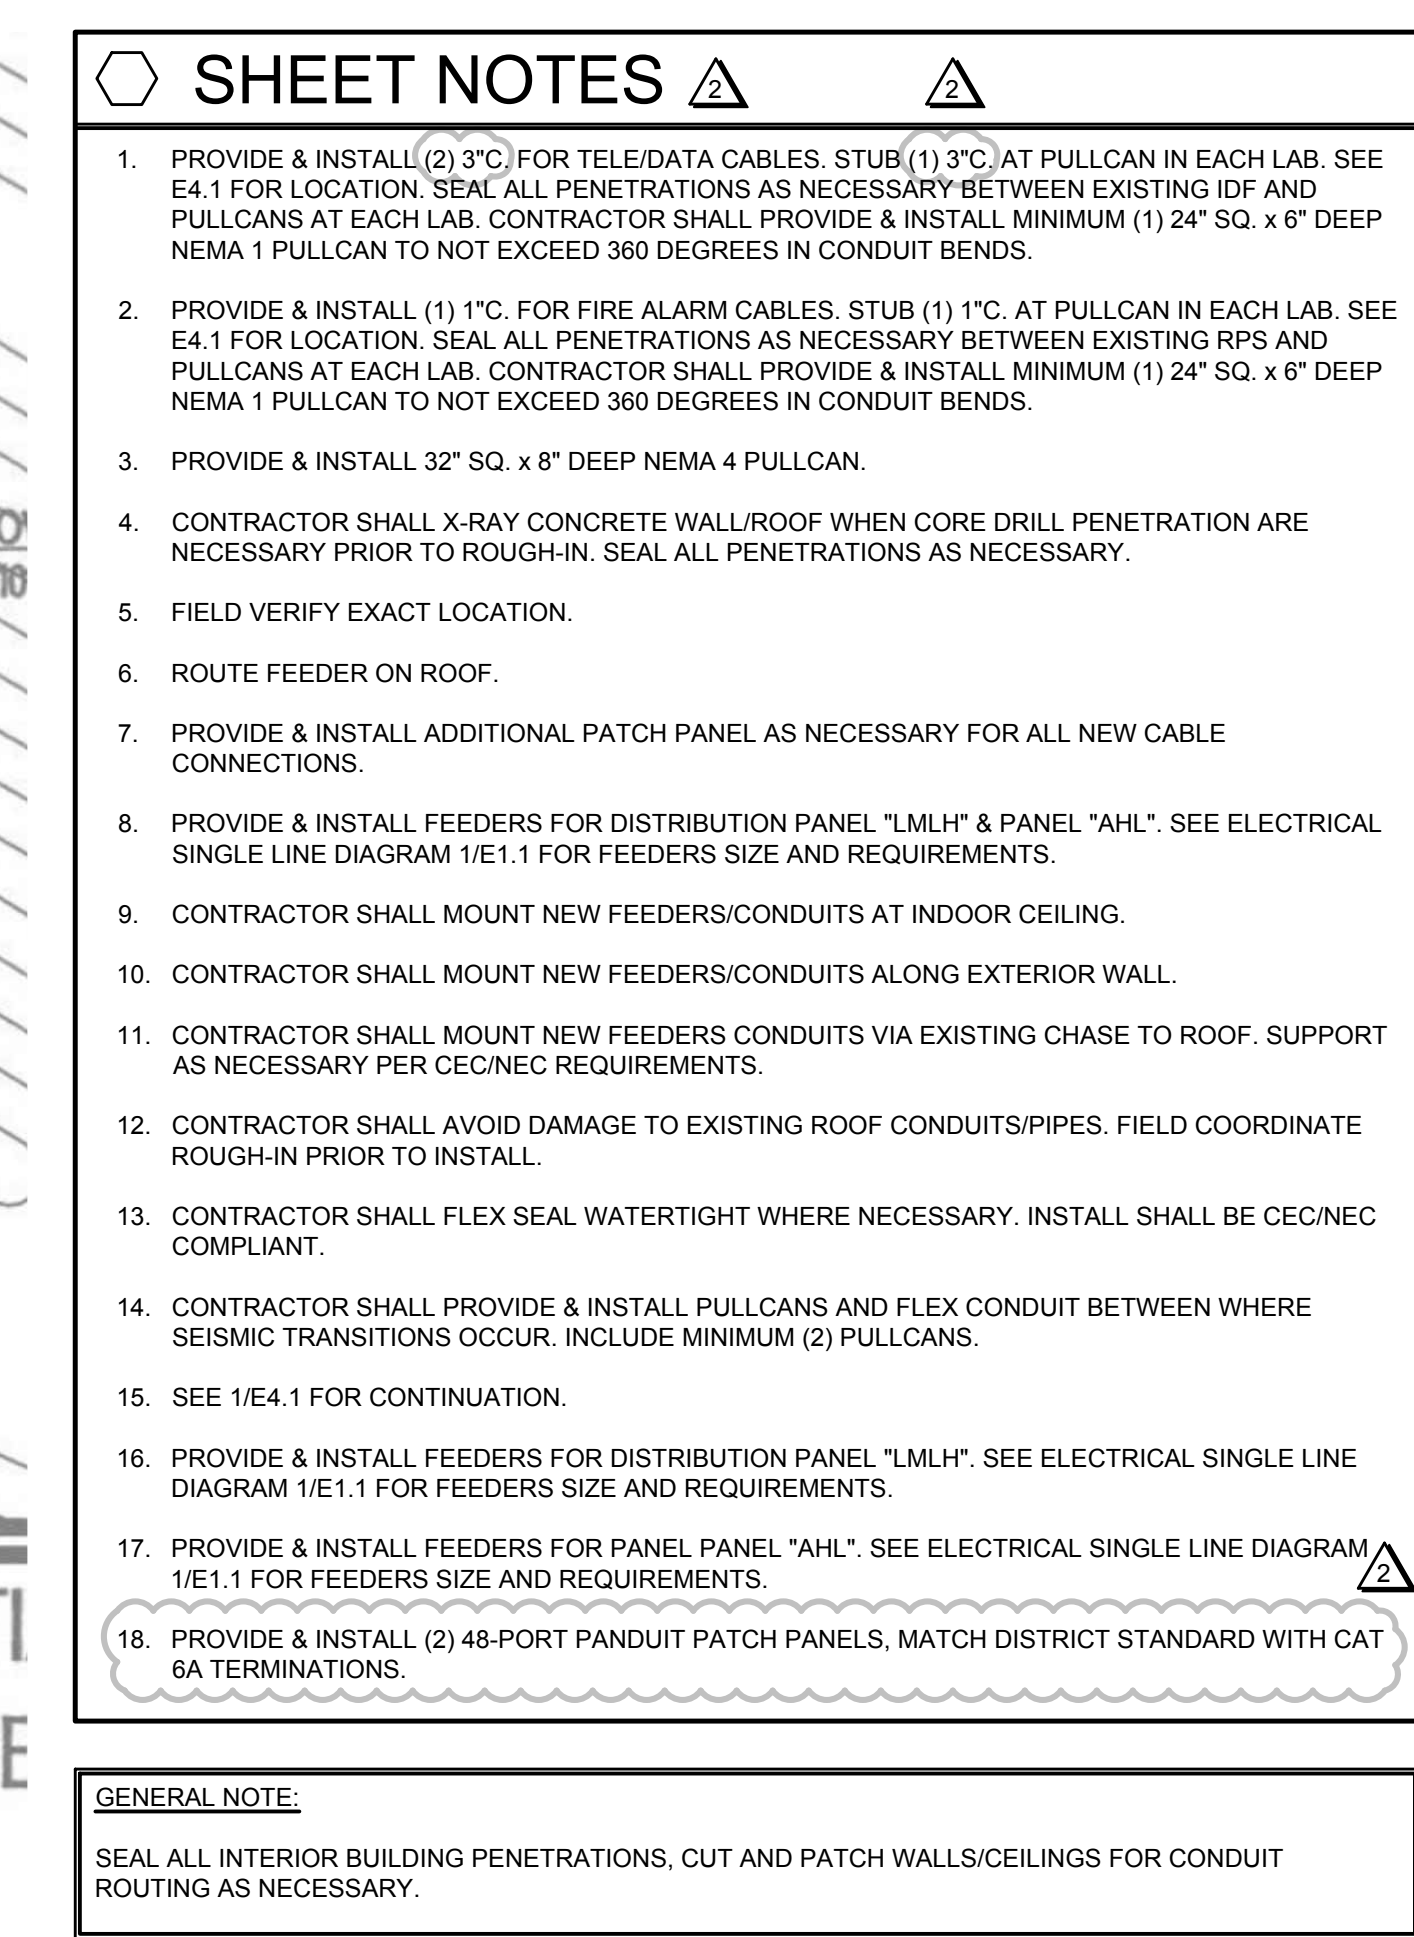 SHEET NOTES 2 2
1. PROVIDE & INSTALL (2) 3"C. FOR TELE/DATA CABLES. STUB (1) 3"C. AT PULLCAN IN EACH LAB. SEE
E4.1 FOR LOCATION. SEAL ALL PENETRATIONS AS NECESSARY BETWEEN EXISTING IDF AND
PULLCANS AT EACH LAB. CONTRACTOR SHALL PROVIDE & INSTALL MINIMUM (1) 24" SQ. x 6" DEEP
NEMA 1 PULLCAN TO NOT EXCEED 360 DEGREES IN CONDUIT BENDS.
2. PROVIDE & INSTALL (1) 1"C. FOR FIRE ALARM CABLES. STUB (1) 1"C. AT PULLCAN IN EACH LAB. SEE
E4.1 FOR LOCATION. SEAL ALL PENETRATIONS AS NECESSARY BETWEEN EXISTING RPS AND
PULLCANS AT EACH LAB. CONTRACTOR SHALL PROVIDE & INSTALL MINIMUM (1) 24" SQ. x 6" DEEP
NEMA 1 PULLCAN TO NOT EXCEED 360 DEGREES IN CONDUIT BENDS.
3. PROVIDE & INSTALL 32" SQ. x 8" DEEP NEMA 4 PULLCAN.
4. CONTRACTOR SHALL X-RAY CONCRETE WALL/ROOF WHEN CORE DRILL PENETRATION ARE
NECESSARY PRIOR TO ROUGH-IN. SEAL ALL PENETRATIONS AS NECESSARY.
5. FIELD VERIFY EXACT LOCATION.
6. ROUTE FEEDER ON ROOF.
7. PROVIDE & INSTALL ADDITIONAL PATCH PANEL AS NECESSARY FOR ALL NEW CABLE
CONNECTIONS.
8. PROVIDE & INSTALL FEEDERS FOR DISTRIBUTION PANEL "LMLH" & PANEL "AHL". SEE ELECTRICAL
SINGLE LINE DIAGRAM 1/E1.1 FOR FEEDERS SIZE AND REQUIREMENTS.
9. CONTRACTOR SHALL MOUNT NEW FEEDERS/CONDUITS AT INDOOR CEILING.
10. CONTRACTOR SHALL MOUNT NEW FEEDERS/CONDUITS ALONG EXTERIOR WALL.
11. CONTRACTOR SHALL MOUNT NEW FEEDERS CONDUITS VIA EXISTING CHASE TO ROOF. SUPPORT
AS NECESSARY PER CEC/NEC REQUIREMENTS.
12. CONTRACTOR SHALL AVOID DAMAGE TO EXISTING ROOF CONDUITS/PIPES. FIELD COORDINATE
ROUGH-IN PRIOR TO INSTALL.
13. CONTRACTOR SHALL FLEX SEAL WATERTIGHT WHERE NECESSARY. INSTALL SHALL BE CEC/NEC
COMPLIANT.
14. CONTRACTOR SHALL PROVIDE & INSTALL PULLCANS AND FLEX CONDUIT BETWEEN WHERE
SEISMIC TRANSITIONS OCCUR. INCLUDE MINIMUM (2) PULLCANS.
15. SEE 1/E4.1 FOR CONTINUATION.
16. PROVIDE & INSTALL FEEDERS FOR DISTRIBUTION PANEL "LMLH". SEE ELECTRICAL SINGLE LINE
DIAGRAM 1/E1.1 FOR FEEDERS SIZE AND REQUIREMENTS.
17. PROVIDE & INSTALL FEEDERS FOR PANEL PANEL "AHL". SEE ELECTRICAL SINGLE LINE DIAGRAM
1/E1.1 FOR FEEDERS SIZE AND REQUIREMENTS. 2
18. PROVIDE & INSTALL (2) 48-PORT PANDUIT PATCH PANELS, MATCH DISTRICT STANDARD WITH CAT
6A TERMINATIONS.
GENERAL NOTE:
SEAL ALL INTERIOR BUILDING PENETRATIONS, CUT AND PATCH WALLS/CEILINGS FOR CONDUIT
ROUTING AS NECESSARY.